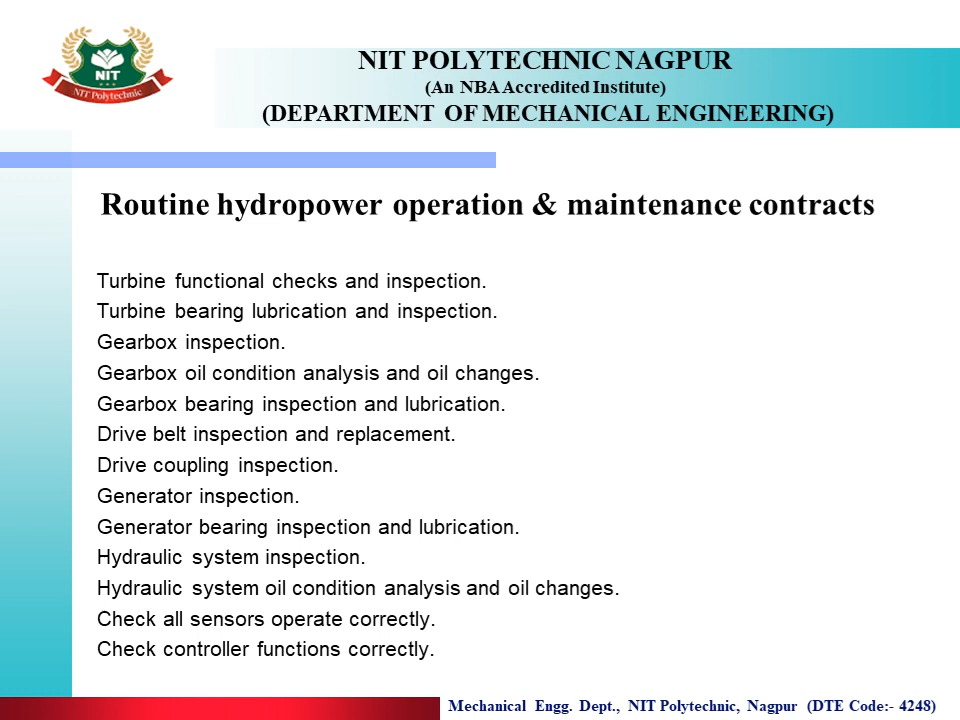 NIT POLYTECHNIC NAGPUR
(An NBA Accredited Institute)
(DEPARTMENT OF MECHANICAL ENGINEERING)
NIT
NIT Polytechnic
Routine hydropower operation & maintenance contracts
Turbine functional checks and inspection.
Turbine bearing lubrication and inspection.
Gearbox inspection.
Gearbox oil condition analysis and oil changes.
Gearbox bearing inspection and lubrication.
Drive belt inspection and replacement.
Drive coupling inspection.
Generator inspection.
Generator bearing inspection and lubrication.
Hydraulic system inspection.
Hydraulic system oil condition analysis and oil changes.
Check all sensors operate correctly.
Check controller functions correctly.
Mechanical Engg. Dept., NIT Polytechnic, Nagpur (DTE Code:- 4248)